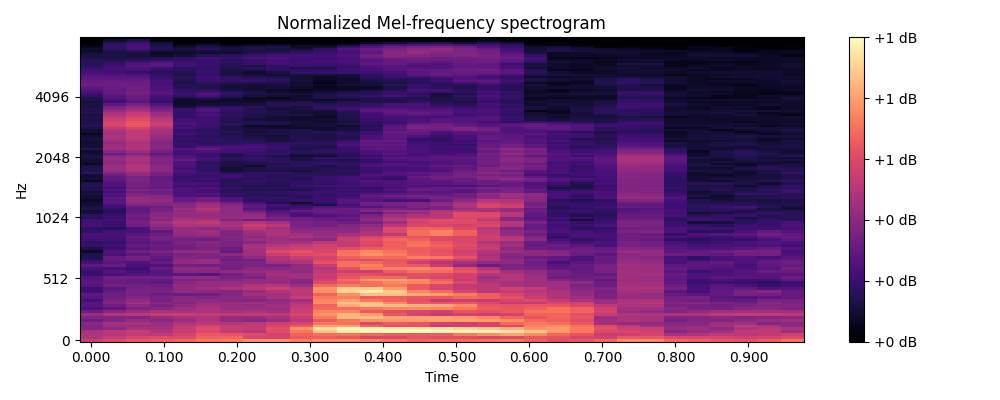 Normalized Mel-frequency spectrogram
Hz
4096
2048
1024
512
0
0.000 0.100 0.200 0.300 0.400 0.500 0.600 0.700 0.800 0.900
Time
+1 dB
+1 dB
+1 dB
+0 dB
+0 dB
+0 dB